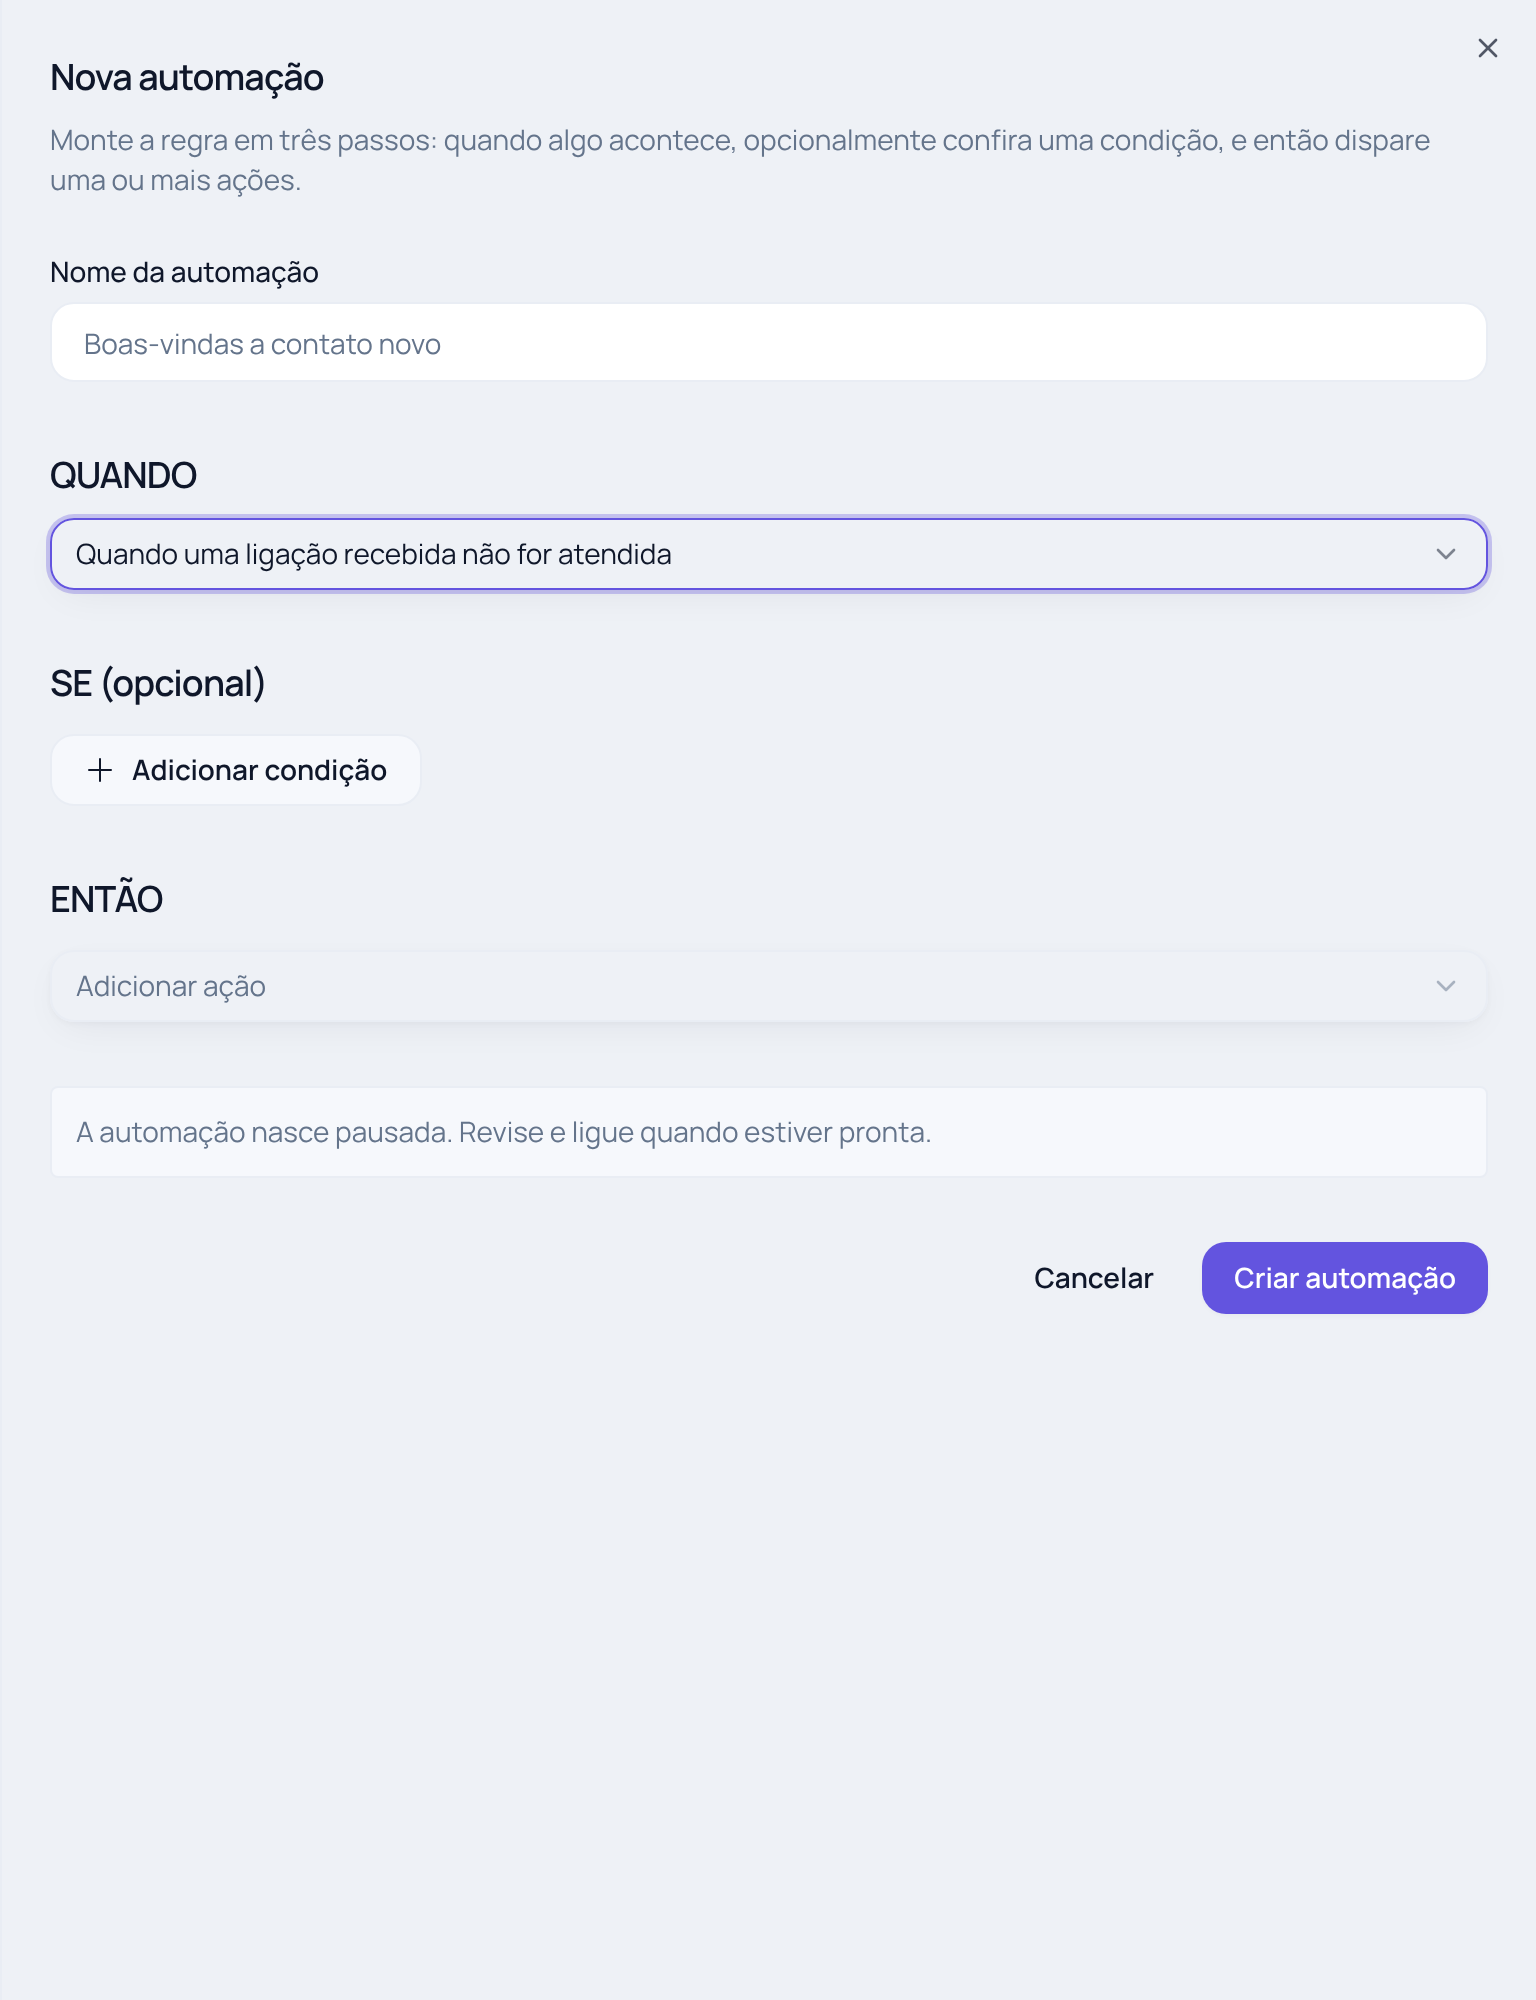 Nova automação
Monte a regra em três passos: quando algo acontece, opcionalmente confira uma condição, e então dispare
uma ou mais ações.
Nome da automação
Boas-vindas a contato novo
QUANDO
Quando uma ligação recebida não for atendida
SE (opcional)
Adicionar condição
ENTÃO
Adicionar ação
A automação nasce pausada. Revise e ligue quando estiver pronta.
Cancelar
Criar automação